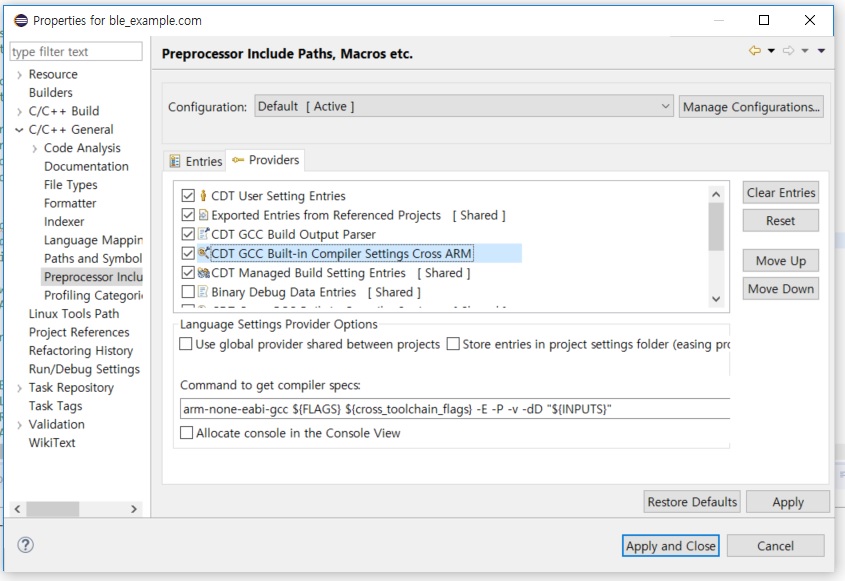 Properties for ble_example.com
type filter text
Preprocessor Include Paths, Macros etc.
Resource
Builders
C/C++ Build
C/C++ General
Code Analysis
Documentation
File Types
Formatter
Indexer
Language Mappin
Paths and Symbol
Preprocessor Inclu
Profiling Categori
Linux Tools Path
Project References
Refactoring History
Run/Debug Settings
Task Repository
Task Tags
Validation
WikiText
Configuration: Default [ Active ] Manage Configurations...
Entries Providers
CDT User Setting Entries
Exported Entries from Referenced Projects [ Shared ]
CDT GCC Build Output Parser
CDT GCC Built-in Compiler Settings Cross ARM
CDT Managed Build Setting Entries [ Shared ]
Binary Debug Data Entries [ Shared ]
Clear Entries
Reset
Move Up
Move Down
Language Settings Provider Options
Use global provider shared between projects Store entries in project settings folder (easing pro
Command to get compiler specs:
arm-none-eabi-gcc ${FLAGS} ${cross_toolchain_flags} -E -P -v -dD "${INPUTS}"
Allocate console in the Console View
Restore Defaults Apply
Apply and Close Cancel